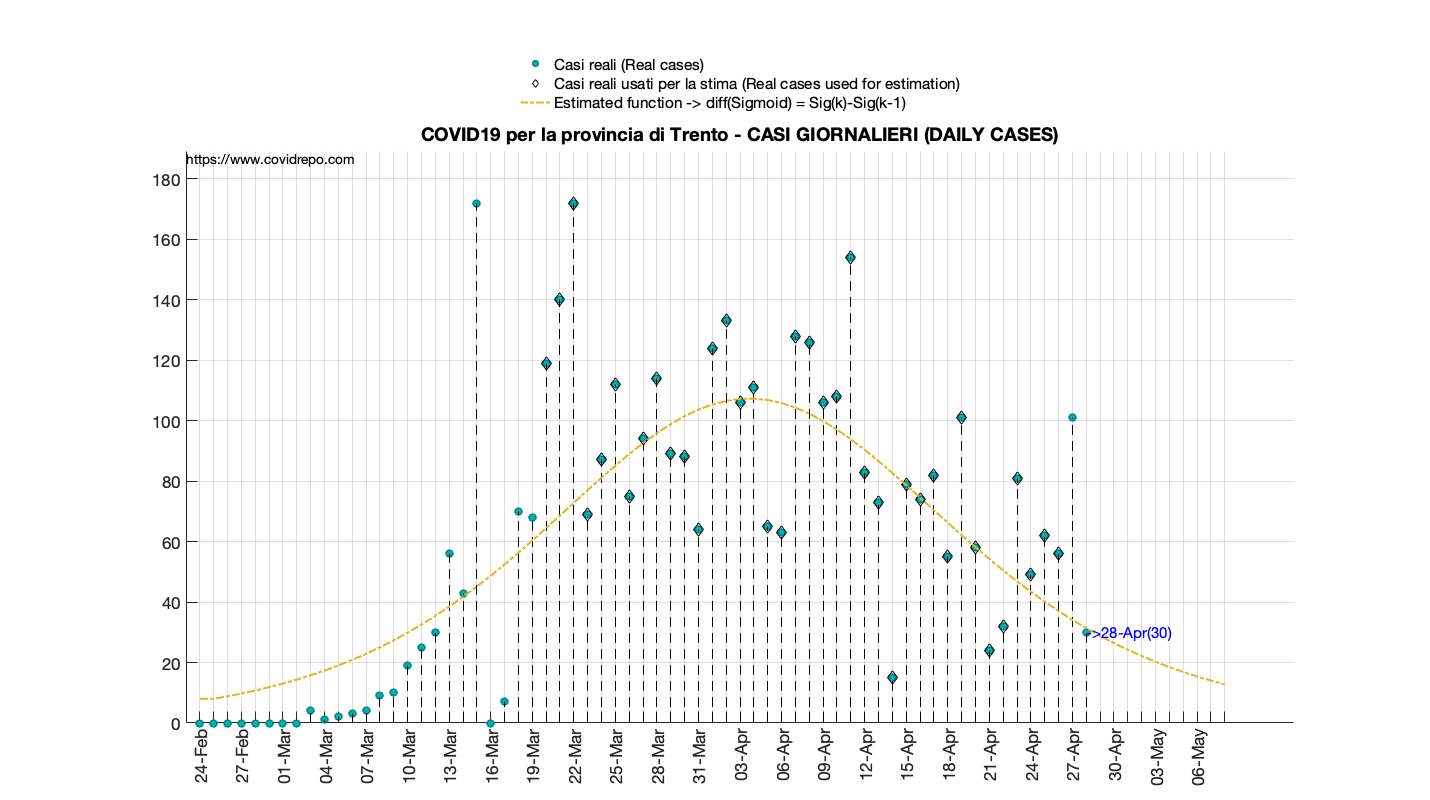 Casi reali (Real cases)
Casi reali usati per la stima (Real cases used for estimation)
Estimated function -> diff(Sigmoid) = Sig(k)-Sig(k-1)
COVID19 per la provincia di Trento - CASI GIORNALIERI (DAILY CASES)
https://www.covidrepo.com
180
160
140
120
100
80
60
40
20
0
>28-Apr(30)
24-Feb
27-Feb
01-Mar
04-Mar
07-Mar
10-Mar
13-Mar
16-Mar
19-Mar
22-Mar
25-Mar
28-Mar
31-Mar
03-Apr
06-Apr
09-Apr
12-Apr
15-Apr
18-Apr
21-Apr
24-Apr
27-Apr
30-Apr
03-May
06-May